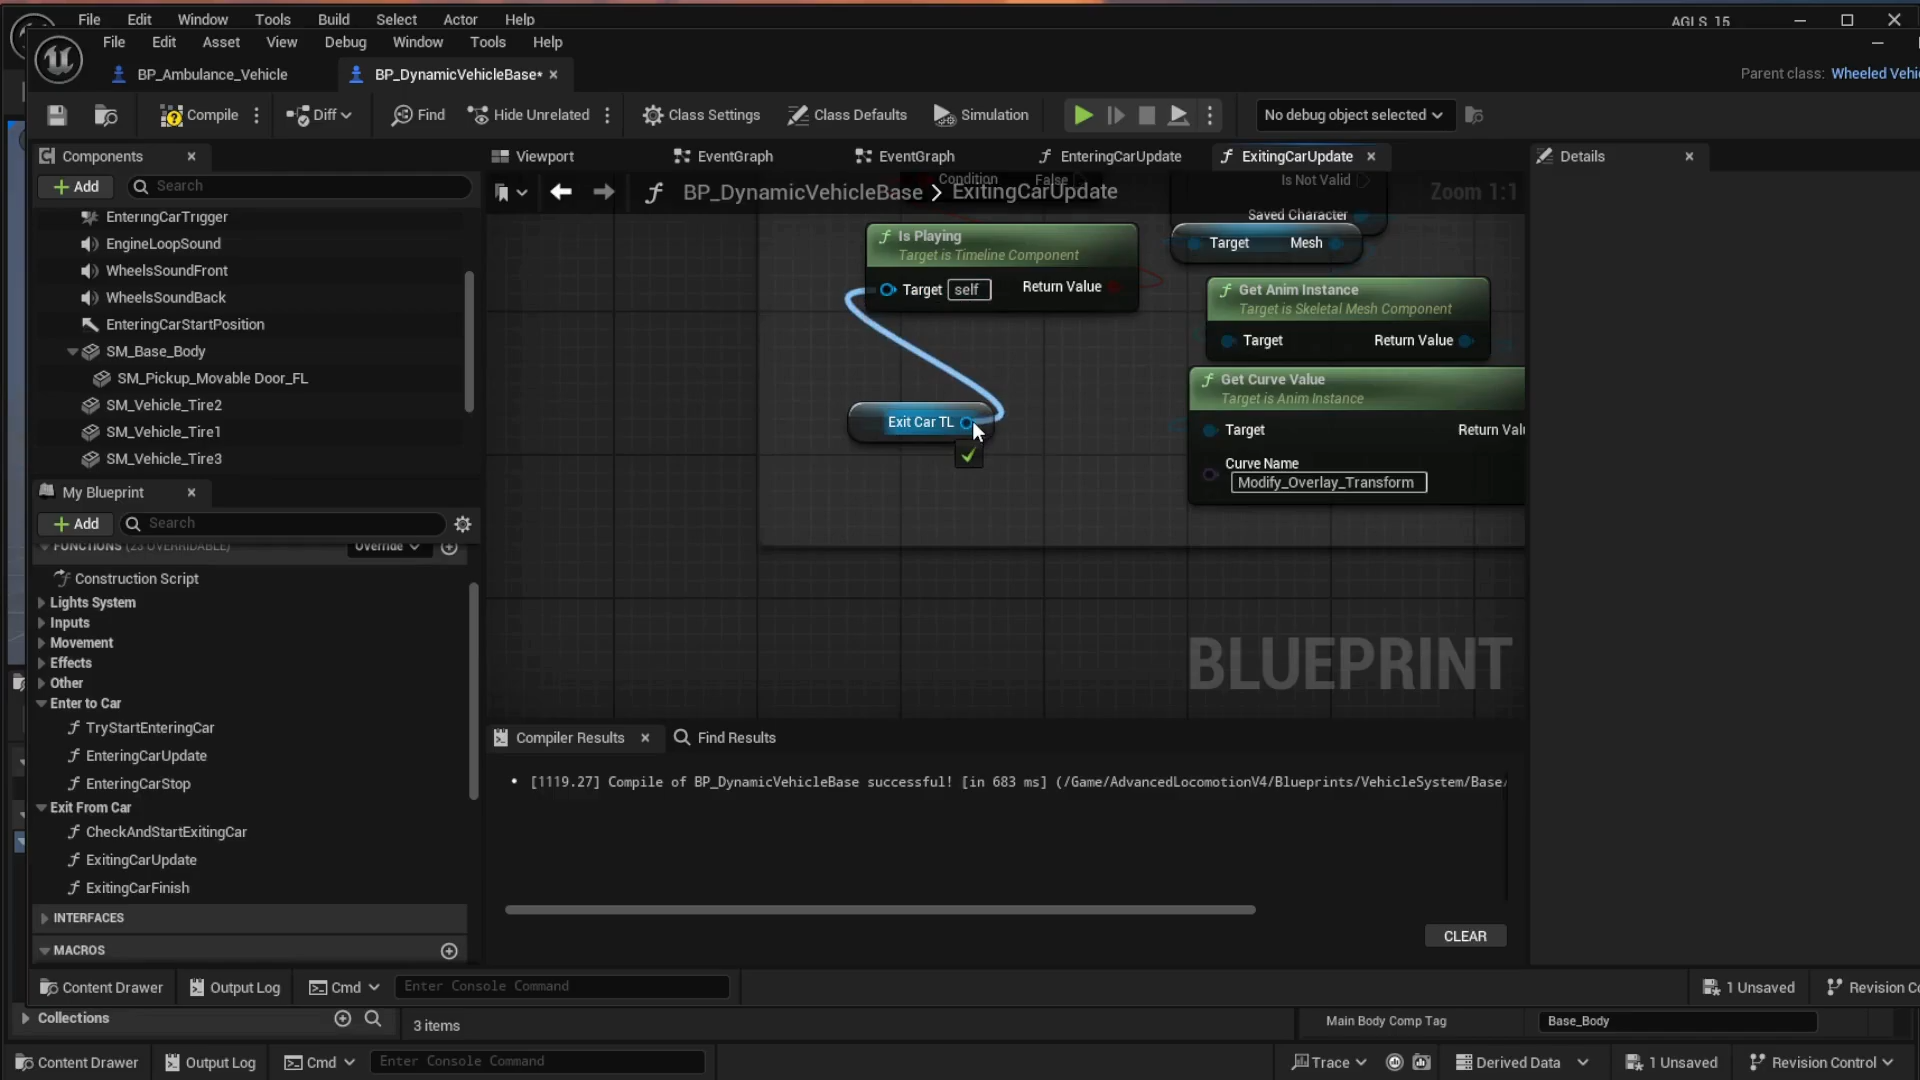 File Edit Window Tools Build Select Actor Help
AGLS_15
File Edit Asset View Debug Window Tools Help
BP_Ambulance_Vehicle
BP_DynamicVehicleBase*
Parent class: Wheeled Vehi
Compile
Diff
Find
Hide Unrelated
Class Settings
Class Defaults
Simulation
No debug object selected
Components
Add
Search
EnteringCarTrigger
EngineLoopSound
WheelsSoundFront
WheelsSoundBack
EnteringCarStartPosition
SM_Base_Body
SM_Pickup_Movable Door_FL
SM_Vehicle_Tire2
SM_Vehicle_Tire1
SM_Vehicle_Tire3
My Blueprint
Add
Search
FUNCTIONS (23 OVERRIDABLE)
Override
Construction Script
Lights System
Inputs
Movement
Effects
Other
Enter to Car
TryStartEnteringCar
EnteringCarUpdate
EnteringCarStop
Exit From Car
CheckAndStartExitingCar
ExitingCarUpdate
ExitingCarFinish
INTERFACES
MACROS
Viewport
EventGraph
EventGraph
EnteringCarUpdate
ExitingCarUpdate
Details
BP_DynamicVehicleBase > ExitingCarUpdate
Zoom 1:1
Condition False
Is Not Valid
Saved Character
Target Mesh
Is Playing
Target is Timeline Component
Target self Return Value
Get Anim Instance
Target is Skeletal Mesh Component
Target Return Value
Get Curve Value
Target is Anim Instance
Target Return Valu
Curve Name
Modify_Overlay_Transform
Exit Car TL
BLUEPRINT
Compiler Results
Find Results
[1119.27] Compile of BP_DynamicVehicleBase successful! [in 683 ms] (/Game/AdvancedLocomotionV4/Blueprints/VehicleSystem/Base/
CLEAR
Content Drawer
Output Log
Cmd
Enter Console Command
1 Unsaved
Revision Co
Collections
3 items
Main Body Comp Tag
Base_Body
Content Drawer
Output Log
Cmd
Enter Console Command
Trace
Derived Data
1 Unsaved
Revision Control